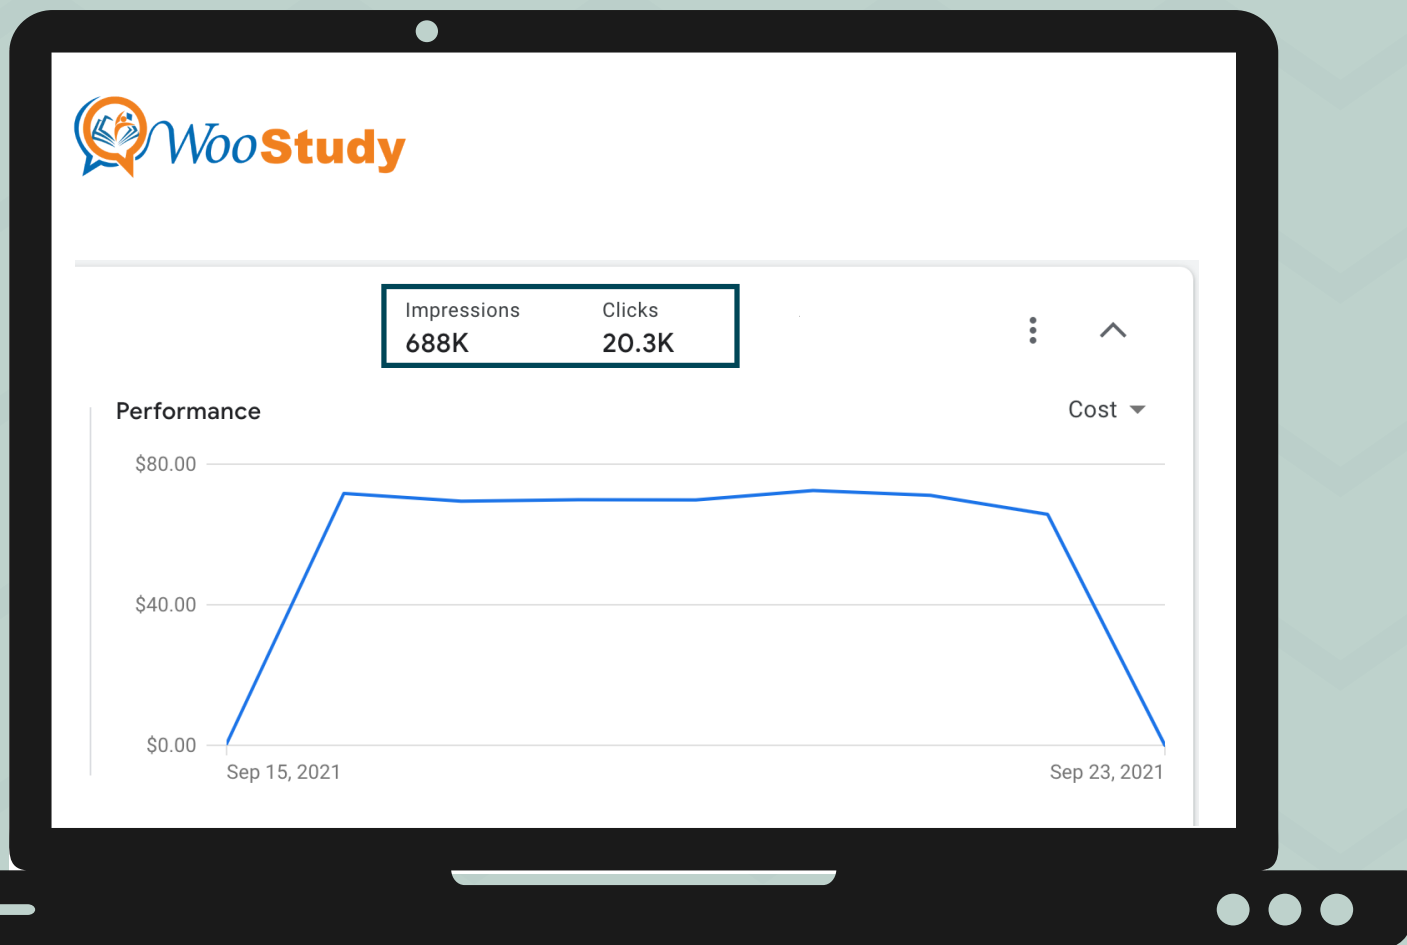 WooStudy
Impressions Clicks
688K 20.3K
Performance Cost
$80.00
$40.00
$0.00
Sep 15, 2021 Sep 23, 2021